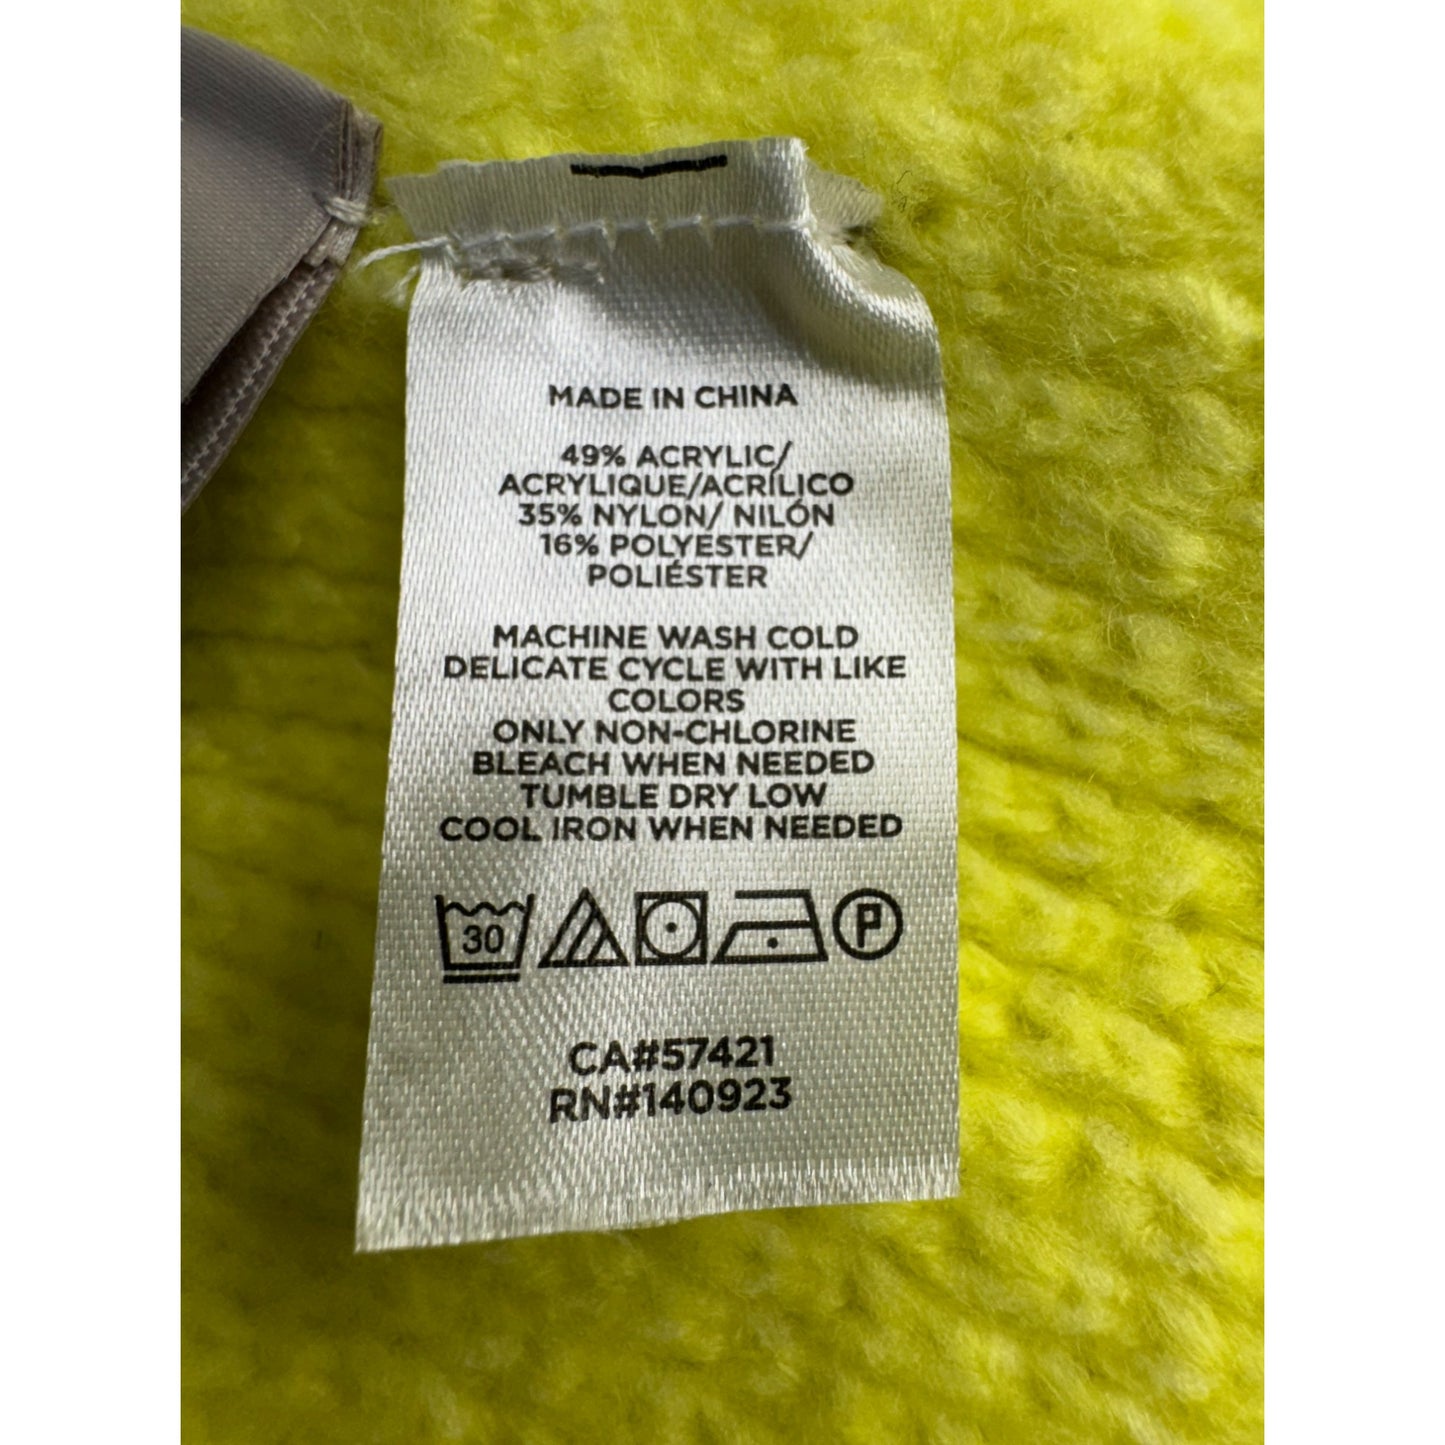 MADE IN CHINA
49% ACRYLIC/
ACRYLIQUE/ACRÍLICO
35% NYLON/ NILÓN
16% POLYESTER/
POLIÉSTER
MACHINE WASH COLD
DELICATE CYCLE WITH LIKE
COLORS
ONLY NON-CHLORINE
BLEACH WHEN NEEDED
TUMBLE DRY LOW
COOL IRON WHEN NEEDED
30 P
CA#57421
RN#140923